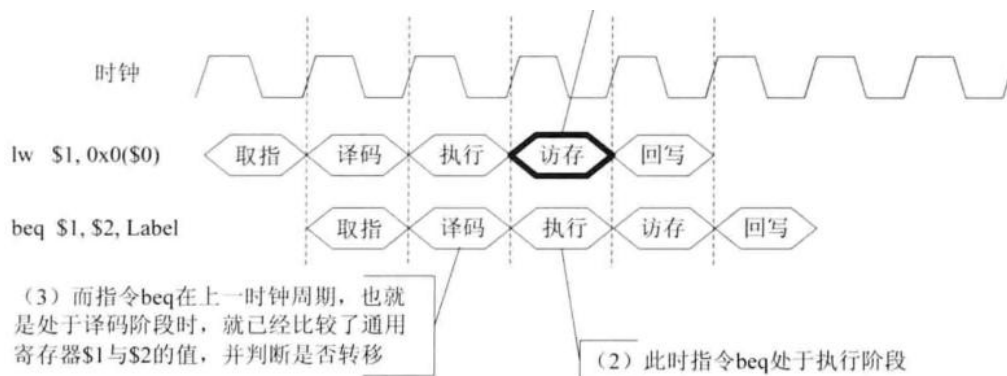 时钟
lw $1, 0x0($0)
取指 译码 执行 访存 回写
beq $1, $2, Label
取指 译码 执行 访存 回写
（3）而指令beq在上一时钟周期，也就
是处于译码阶段时，就已经比较了通用
寄存器$1与$2的值，并判断是否转移
（2）此时指令beq处于执行阶段